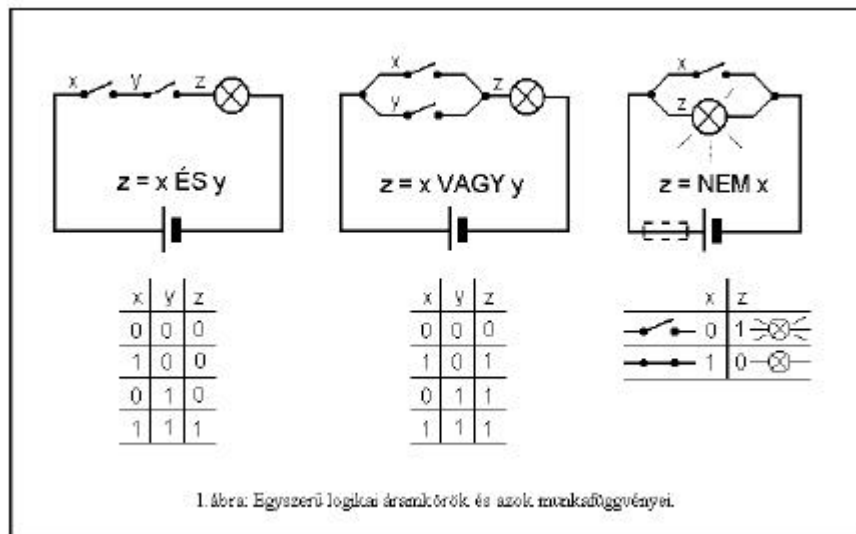 x y z
x y z
x z
z = x ÉS y
z = x VAGY y
z = NEM x
x y z
0 0 0
1 0 0
0 1 0
1 1 1
x y z
0 0 0
1 0 1
0 1 1
1 1 1
x z
0 1
1 0
1. ábra: Egyszerű logikai áramkörök és azok munkafüggvényei.